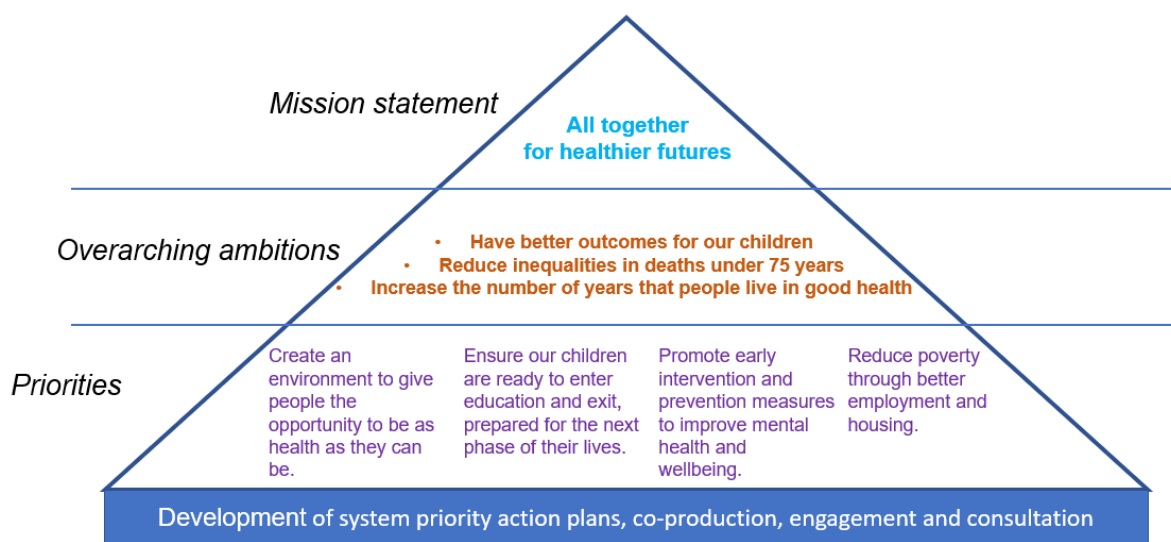 Mission statement
All together
for healthier futures
Overarching ambitions
• Have better outcomes for our children
• Reduce inequalities in deaths under 75 years
• Increase the number of years that people live in good health
Priorities
Create an
environment to give
people the
opportunity to be as
health as they can
be.
Ensure our children
are ready to enter
education and exit,
prepared for the next
phase of their lives.
Promote early
intervention and
prevention measures
to improve mental
health and
wellbeing.
Reduce poverty
through better
employment and
housing.
Development of system priority action plans, co-production, engagement and consultation